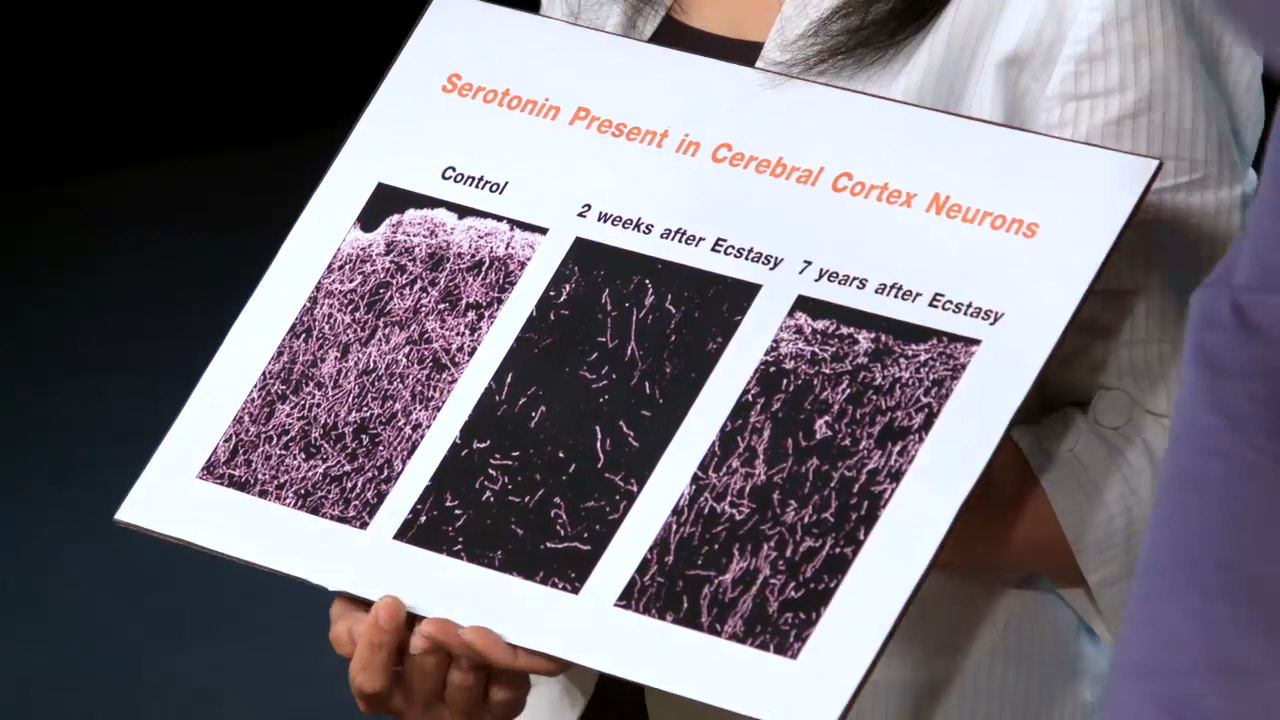 Serotonin Present in Cerebral Cortex Neurons
Control
2 weeks after Ecstasy
7 years after Ecstasy